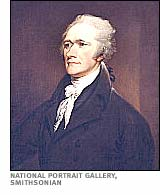 NATIONAL PORTRAIT GALLERY,
SMITHSONIAN